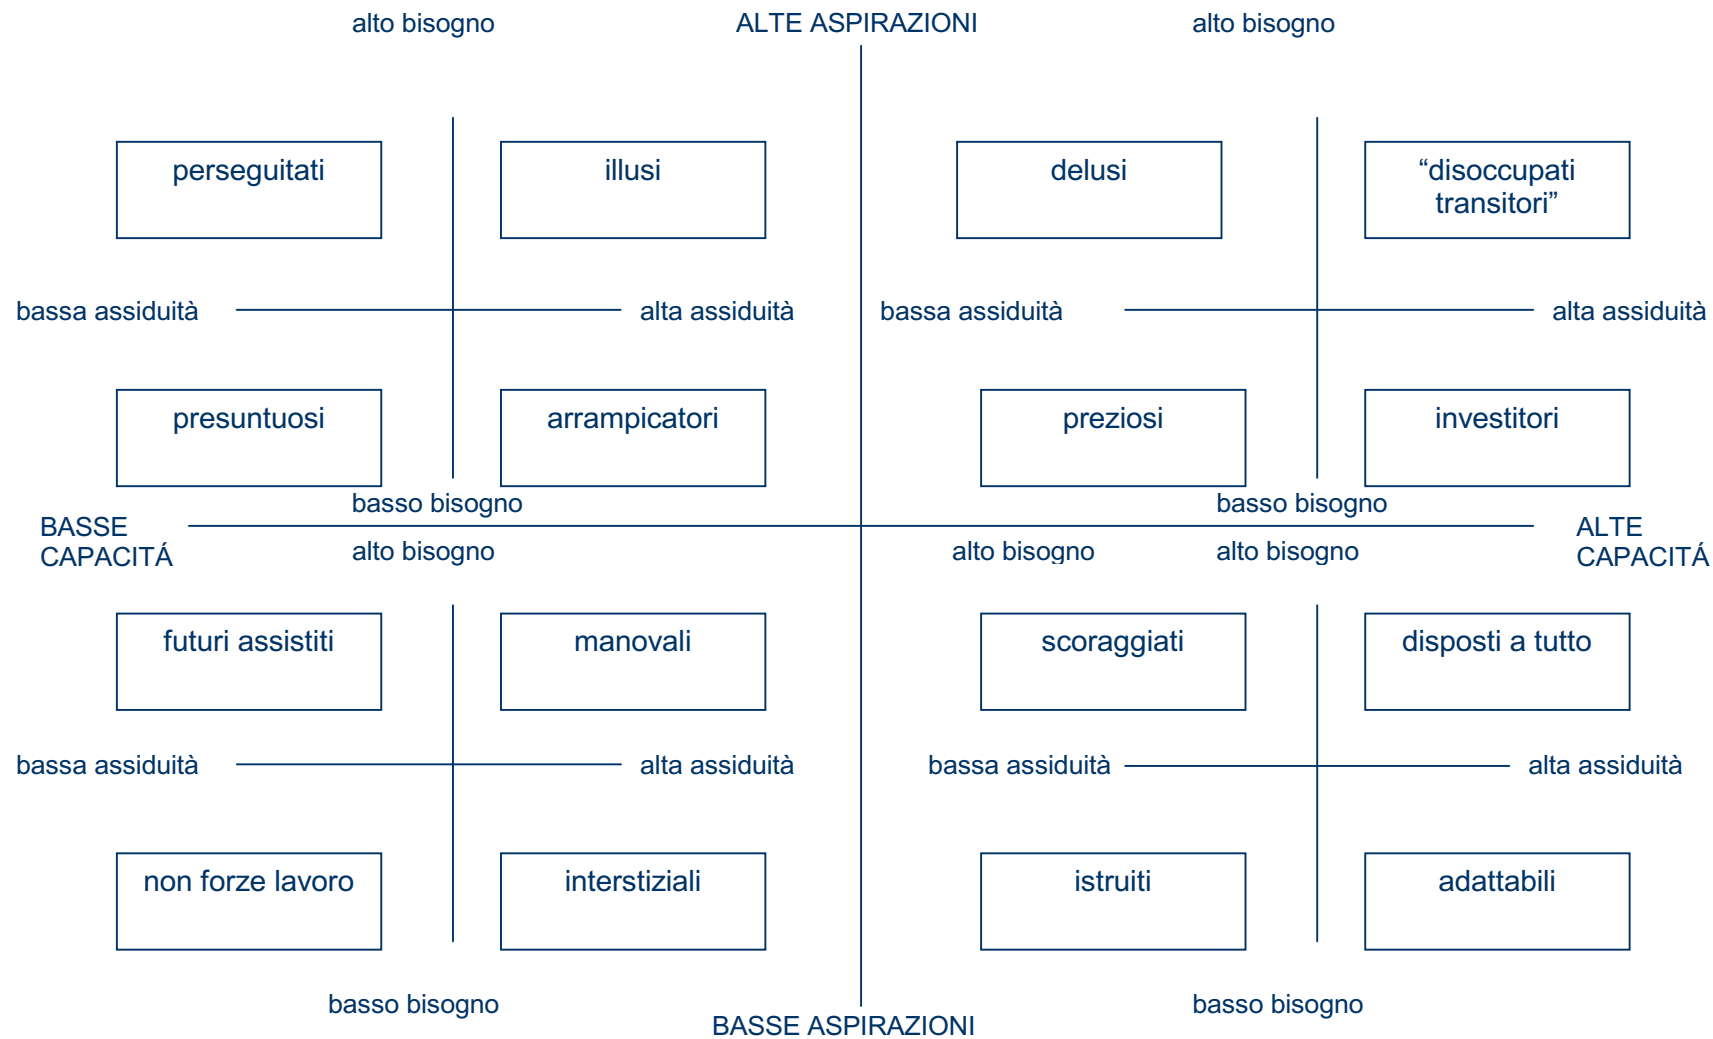 alto bisogno
ALTE ASPIRAZIONI
alto bisogno
perseguitati
illusi
delusi
“disoccupati
transitori”
bassa assiduità
alta assiduità
bassa assiduità
alta assiduità
presuntuosi
arrampicatori
preziosi
investitori
basso bisogno
basso bisogno
BASSE
CAPACITÁ
ALTE
CAPACITÁ
alto bisogno
alto bisogno
alto bisogno
futuri assistiti
manovali
scoraggiati
disposti a tutto
bassa assiduità
alta assiduità
bassa assiduità
alta assiduità
non forze lavoro
interstiziali
istruiti
adattabili
basso bisogno
basso bisogno
BASSE ASPIRAZIONI